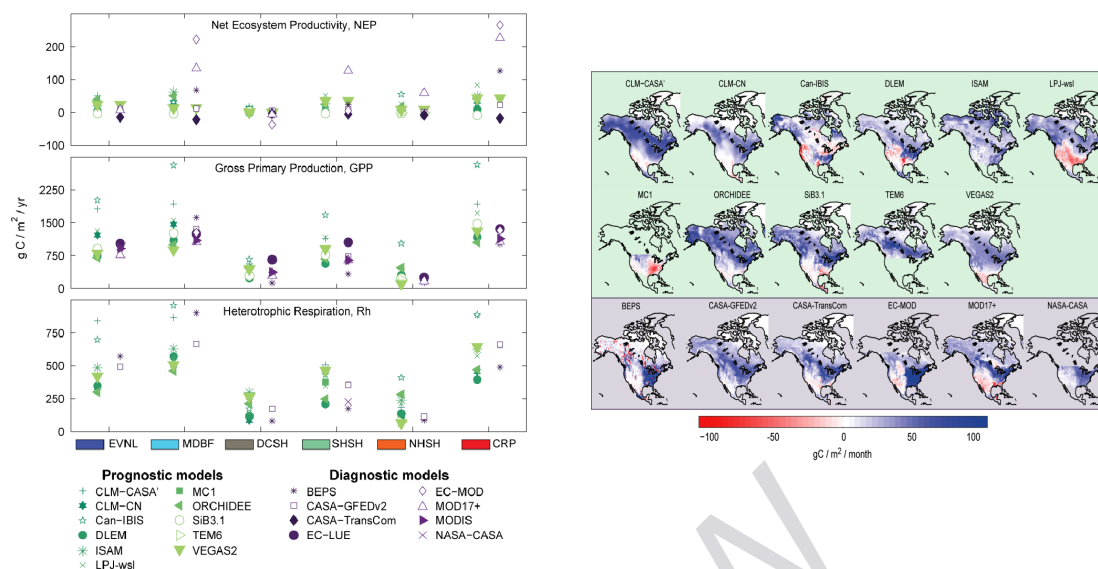 Net Ecosystem Productivity, NEP
200
100
0
−100
Gross Primary Production, GPP
2250
1500
750
0
g C / m² / yr
Heterotrophic Respiration, Rh
750
500
250
0
EVNL MDBF DCSH SHSH NHSH CRP
Prognostic models
CLM−CASA' MC1
CLM−CN ORCHIDEE
Can−IBIS SiB3.1
DLEM TEM6
ISAM VEGAS2
LPJ-wsl
Diagnostic models
BEPS EC−MOD
CASA−GFEDv2 MOD17+
CASA−TransCom MODIS
EC−LUE NASA−CASA
CLM−CASA' CLM−CN Can−IBIS DLEM ISAM LPJ-wsl
MC1 ORCHIDEE SiB3.1 TEM6 VEGAS2
BEPS CASA−GFEDv2 CASA−TransCom EC−MOD MOD17+ NASA−CASA
−100 -50 0 50 100
gC / m² / month